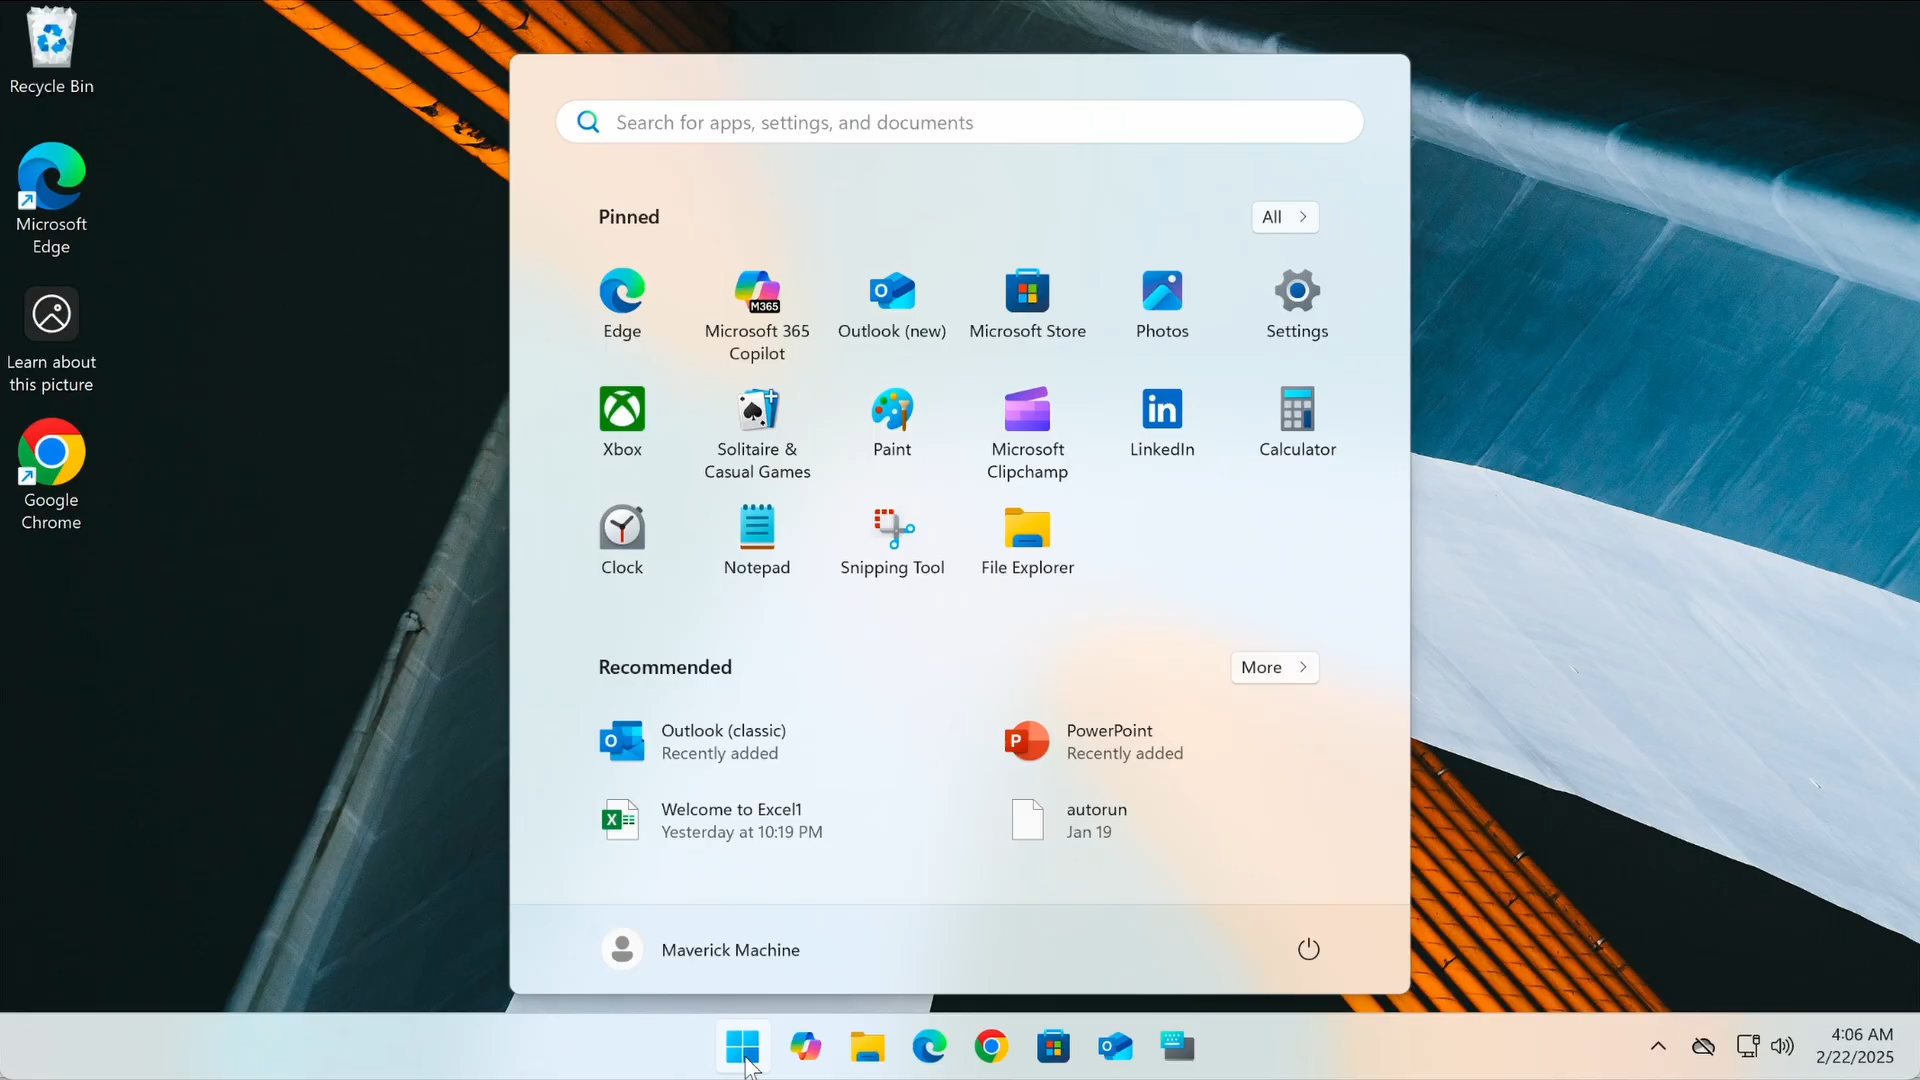 Recycle Bin
Microsoft
Edge
Learn about
this picture
Google
Chrome
Search for apps, settings, and documents
Pinned
All
Edge
M365
Microsoft 365
Copilot
Outlook (new)
Microsoft Store
Photos
Settings
Xbox
Solitaire &
Casual Games
Paint
Microsoft
Clipchamp
in
LinkedIn
Calculator
Clock
Notepad
Snipping Tool
File Explorer
Recommended
More
Outlook (classic)
Recently added
PowerPoint
Recently added
Welcome to Excel1
Yesterday at 10:19 PM
autorun
Jan 19
Maverick Machine
4:06 AM
2/22/2025